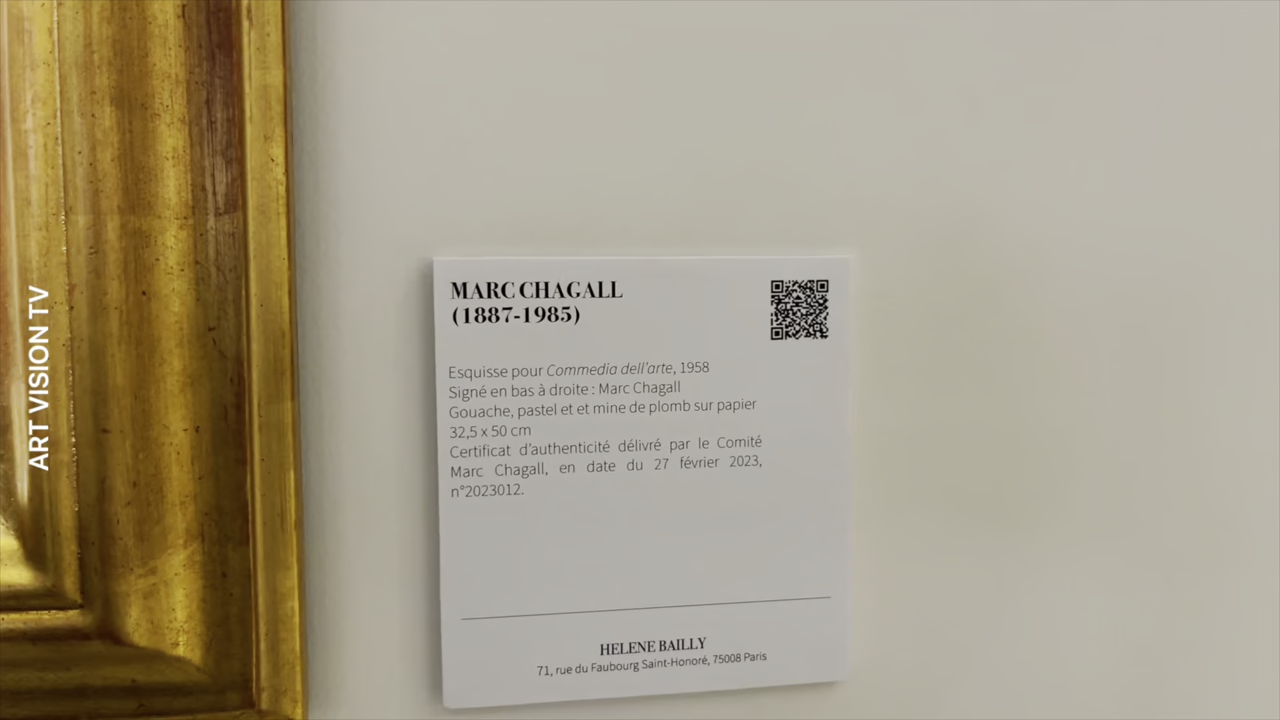 MARC CHAGALL
(1887-1985)
Esquisse pour Commedia dell'arte, 1958
Signé en bas à droite : Marc Chagall
Gouache, pastel et et mine de plomb sur papier
32,5 x 50 cm
Certificat d'authenticité délivré par le Comité
Marc Chagall, en date du 27 février 2023,
n°2023012.
HELENE BAILLY
71, rue du Faubourg Saint-Honoré, 75008 Paris
ART VISION TV